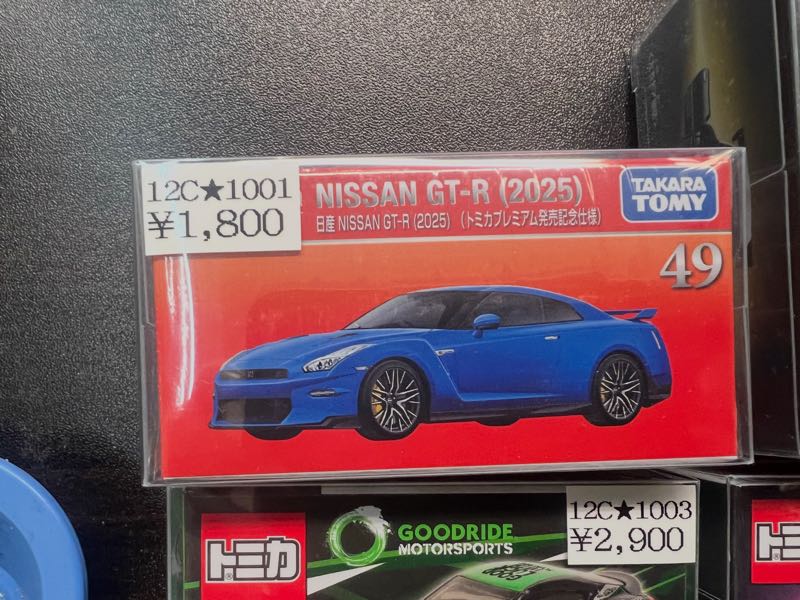 12C★1001
¥1,800
NISSAN GT-R (2025)
日産 NISSAN GT-R (2025) （トミカプレミアム発売記念仕様）
TAKARA
TOMY
49
12C★1003
¥2,900
トミカ
GOODRIDE
MOTORSPORTS